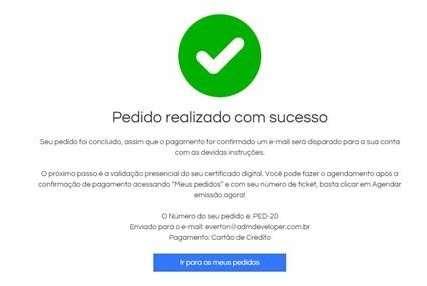 Pedido realizado com sucesso
Seu pedido foi concluído, assim que o pagamento for confirmado um e-mail será disparado para a sua conta
com as devidas instruções.
O próximo passo é a validação presencial do seu certificado digital. Você pode fazer o agendamento após a
confirmação de pagamento acessando "Meus pedidos" e com seu número de ticket, basta clicar em Agendar
emissão agora!
O Número do seu pedido é: PED-20
Enviado para o e-mail: everton@admdeveloper.com.br
Pagamento: Cartão de Crédito
Ir para os meus pedidos